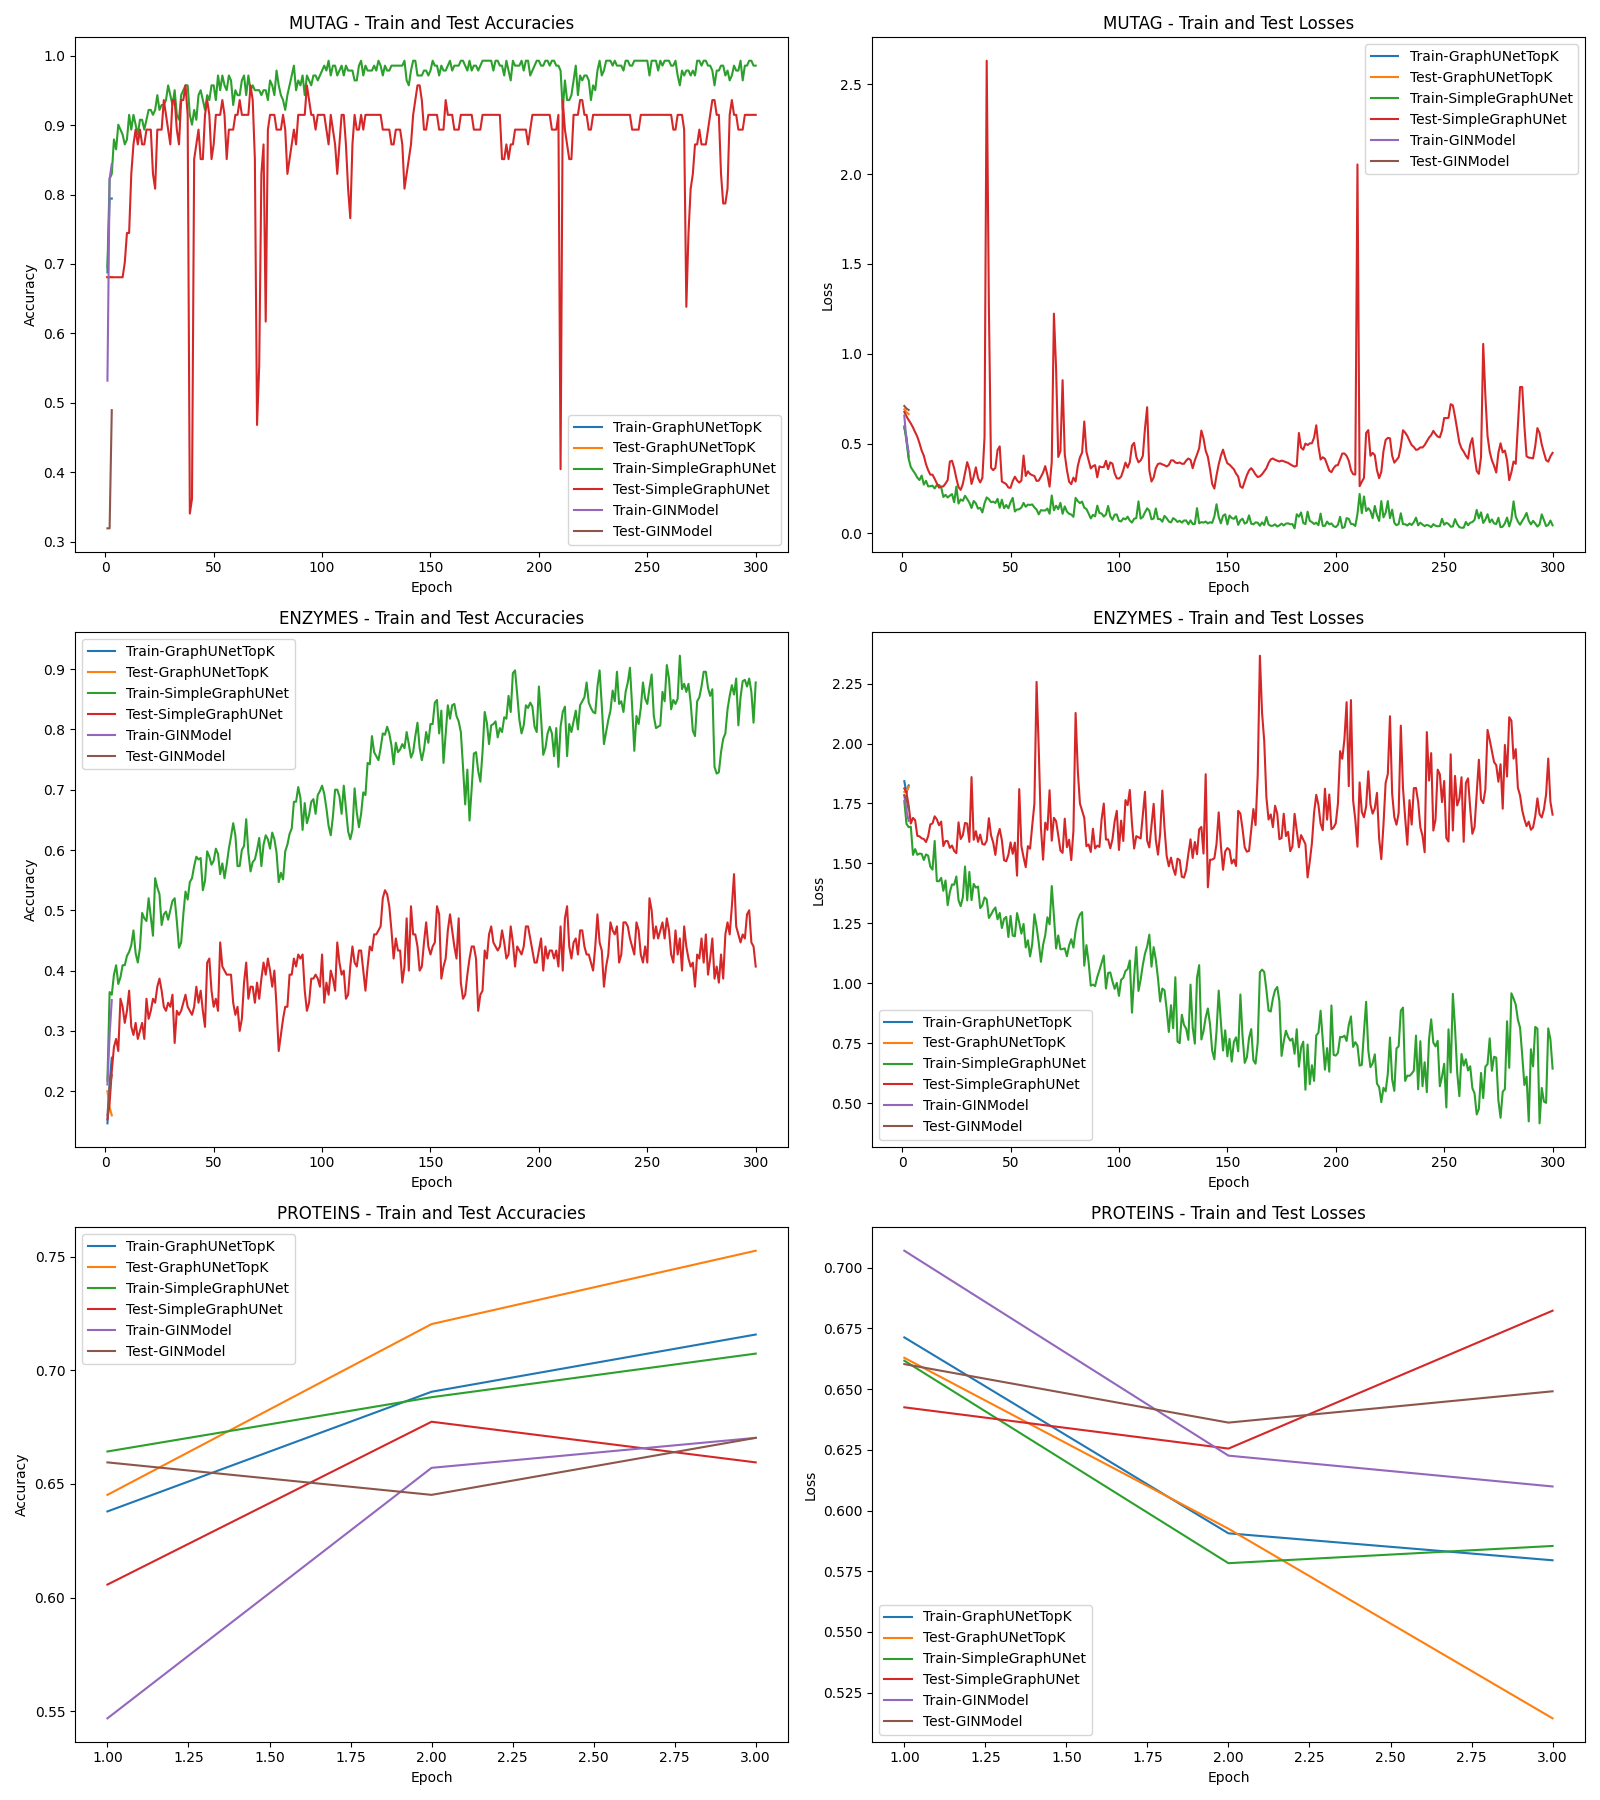 MUTAG - Train and Test Accuracies
Accuracy
1.0
0.9
0.8
0.7
0.6
0.5
0.4
0.3
Train-GraphUNetTopK
Test-GraphUNetTopK
Train-SimpleGraphUNet
Test-SimpleGraphUNet
Train-GINModel
Test-GINModel
0 50 100 150 200 250 300
Epoch
MUTAG - Train and Test Losses
Loss
2.5
2.0
1.5
1.0
0.5
0.0
Train-GraphUNetTopK
Test-GraphUNetTopK
Train-SimpleGraphUNet
Test-SimpleGraphUNet
Train-GINModel
Test-GINModel
0 50 100 150 200 250 300
Epoch
ENZYMES - Train and Test Accuracies
Accuracy
0.9
0.8
0.7
0.6
0.5
0.4
0.3
0.2
Train-GraphUNetTopK
Test-GraphUNetTopK
Train-SimpleGraphUNet
Test-SimpleGraphUNet
Train-GINModel
Test-GINModel
0 50 100 150 200 250 300
Epoch
ENZYMES - Train and Test Losses
Loss
2.25
2.00
1.75
1.50
1.25
1.00
0.75
0.50
Train-GraphUNetTopK
Test-GraphUNetTopK
Train-SimpleGraphUNet
Test-SimpleGraphUNet
Train-GINModel
Test-GINModel
0 50 100 150 200 250 300
Epoch
PROTEINS - Train and Test Accuracies
Accuracy
0.75
0.70
0.65
0.60
0.55
Train-GraphUNetTopK
Test-GraphUNetTopK
Train-SimpleGraphUNet
Test-SimpleGraphUNet
Train-GINModel
Test-GINModel
1.00 1.25 1.50 1.75 2.00 2.25 2.50 2.75 3.00
Epoch
PROTEINS - Train and Test Losses
Loss
0.700
0.675
0.650
0.625
0.600
0.575
0.550
0.525
Train-GraphUNetTopK
Test-GraphUNetTopK
Train-SimpleGraphUNet
Test-SimpleGraphUNet
Train-GINModel
Test-GINModel
1.00 1.25 1.50 1.75 2.00 2.25 2.50 2.75 3.00
Epoch